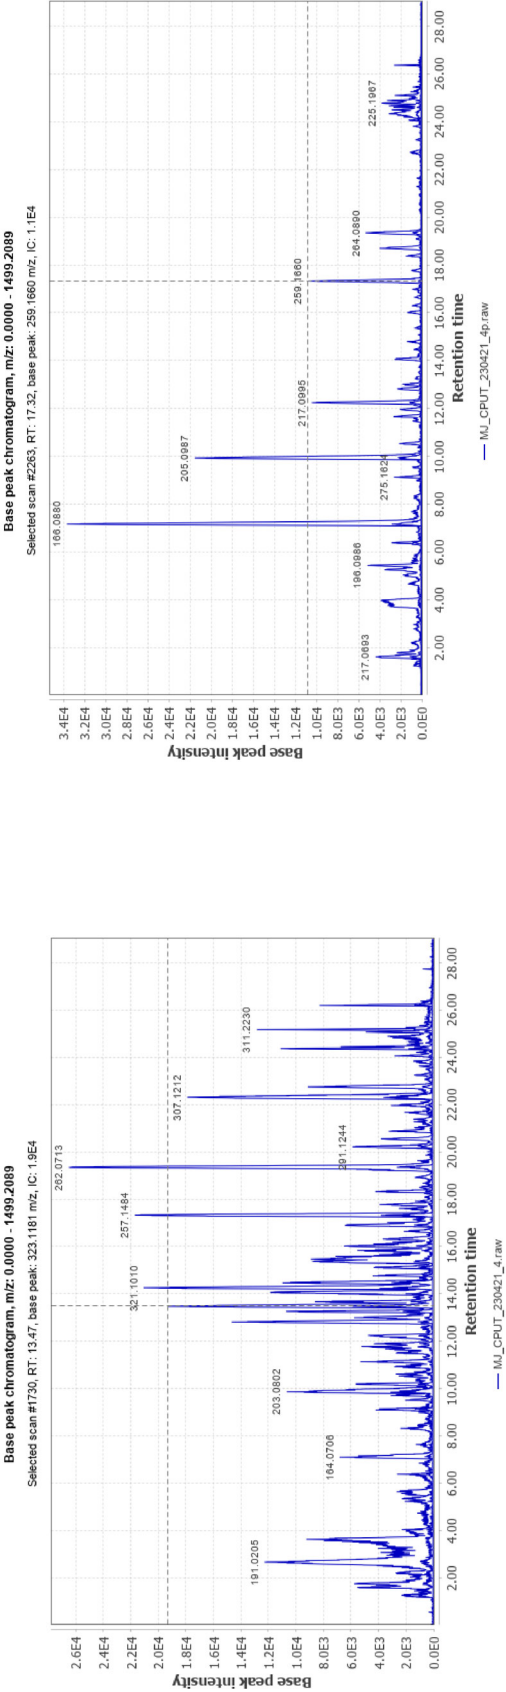 Base peak chromatogram, m/z: 0.0000 - 1499.2089
Selected scan #1730, RT: 13.47, base peak: 323.1181 m/z, IC: 1.9E4
Base peak intensity
2.6E4
2.4E4
2.2E4
2.0E4
1.8E4
1.6E4
1.4E4
1.2E4
1.0E4
8.0E3
6.0E3
4.0E3
2.0E3
0.0E0
191.0205
164.0706
203.0802
321.1010
257.1484
262.0713
291.1244
307.1212
311.2230
2.00 4.00 6.00 8.00 10.00 12.00 14.00 16.00 18.00 20.00 22.00 24.00 26.00 28.00
Retention time
MJ_CPUT_230421_4.raw
Base peak chromatogram, m/z: 0.0000 - 1499.2089
Selected scan #2263, RT: 17.32, base peak: 259.1660 m/z, IC: 1.1E4
Base peak intensity
3.4E4
3.2E4
3.0E4
2.8E4
2.6E4
2.4E4
2.2E4
2.0E4
1.8E4
1.6E4
1.4E4
1.2E4
1.0E4
8.0E3
6.0E3
4.0E3
2.0E3
0.0E0
217.0693
196.0986
166.0880
275.1624
205.0987
217.0995
259.1660
264.0890
225.1967
2.00 4.00 6.00 8.00 10.00 12.00 14.00 16.00 18.00 20.00 22.00 24.00 26.00 28.00
Retention time
MJ_CPUT_230421_4p.raw